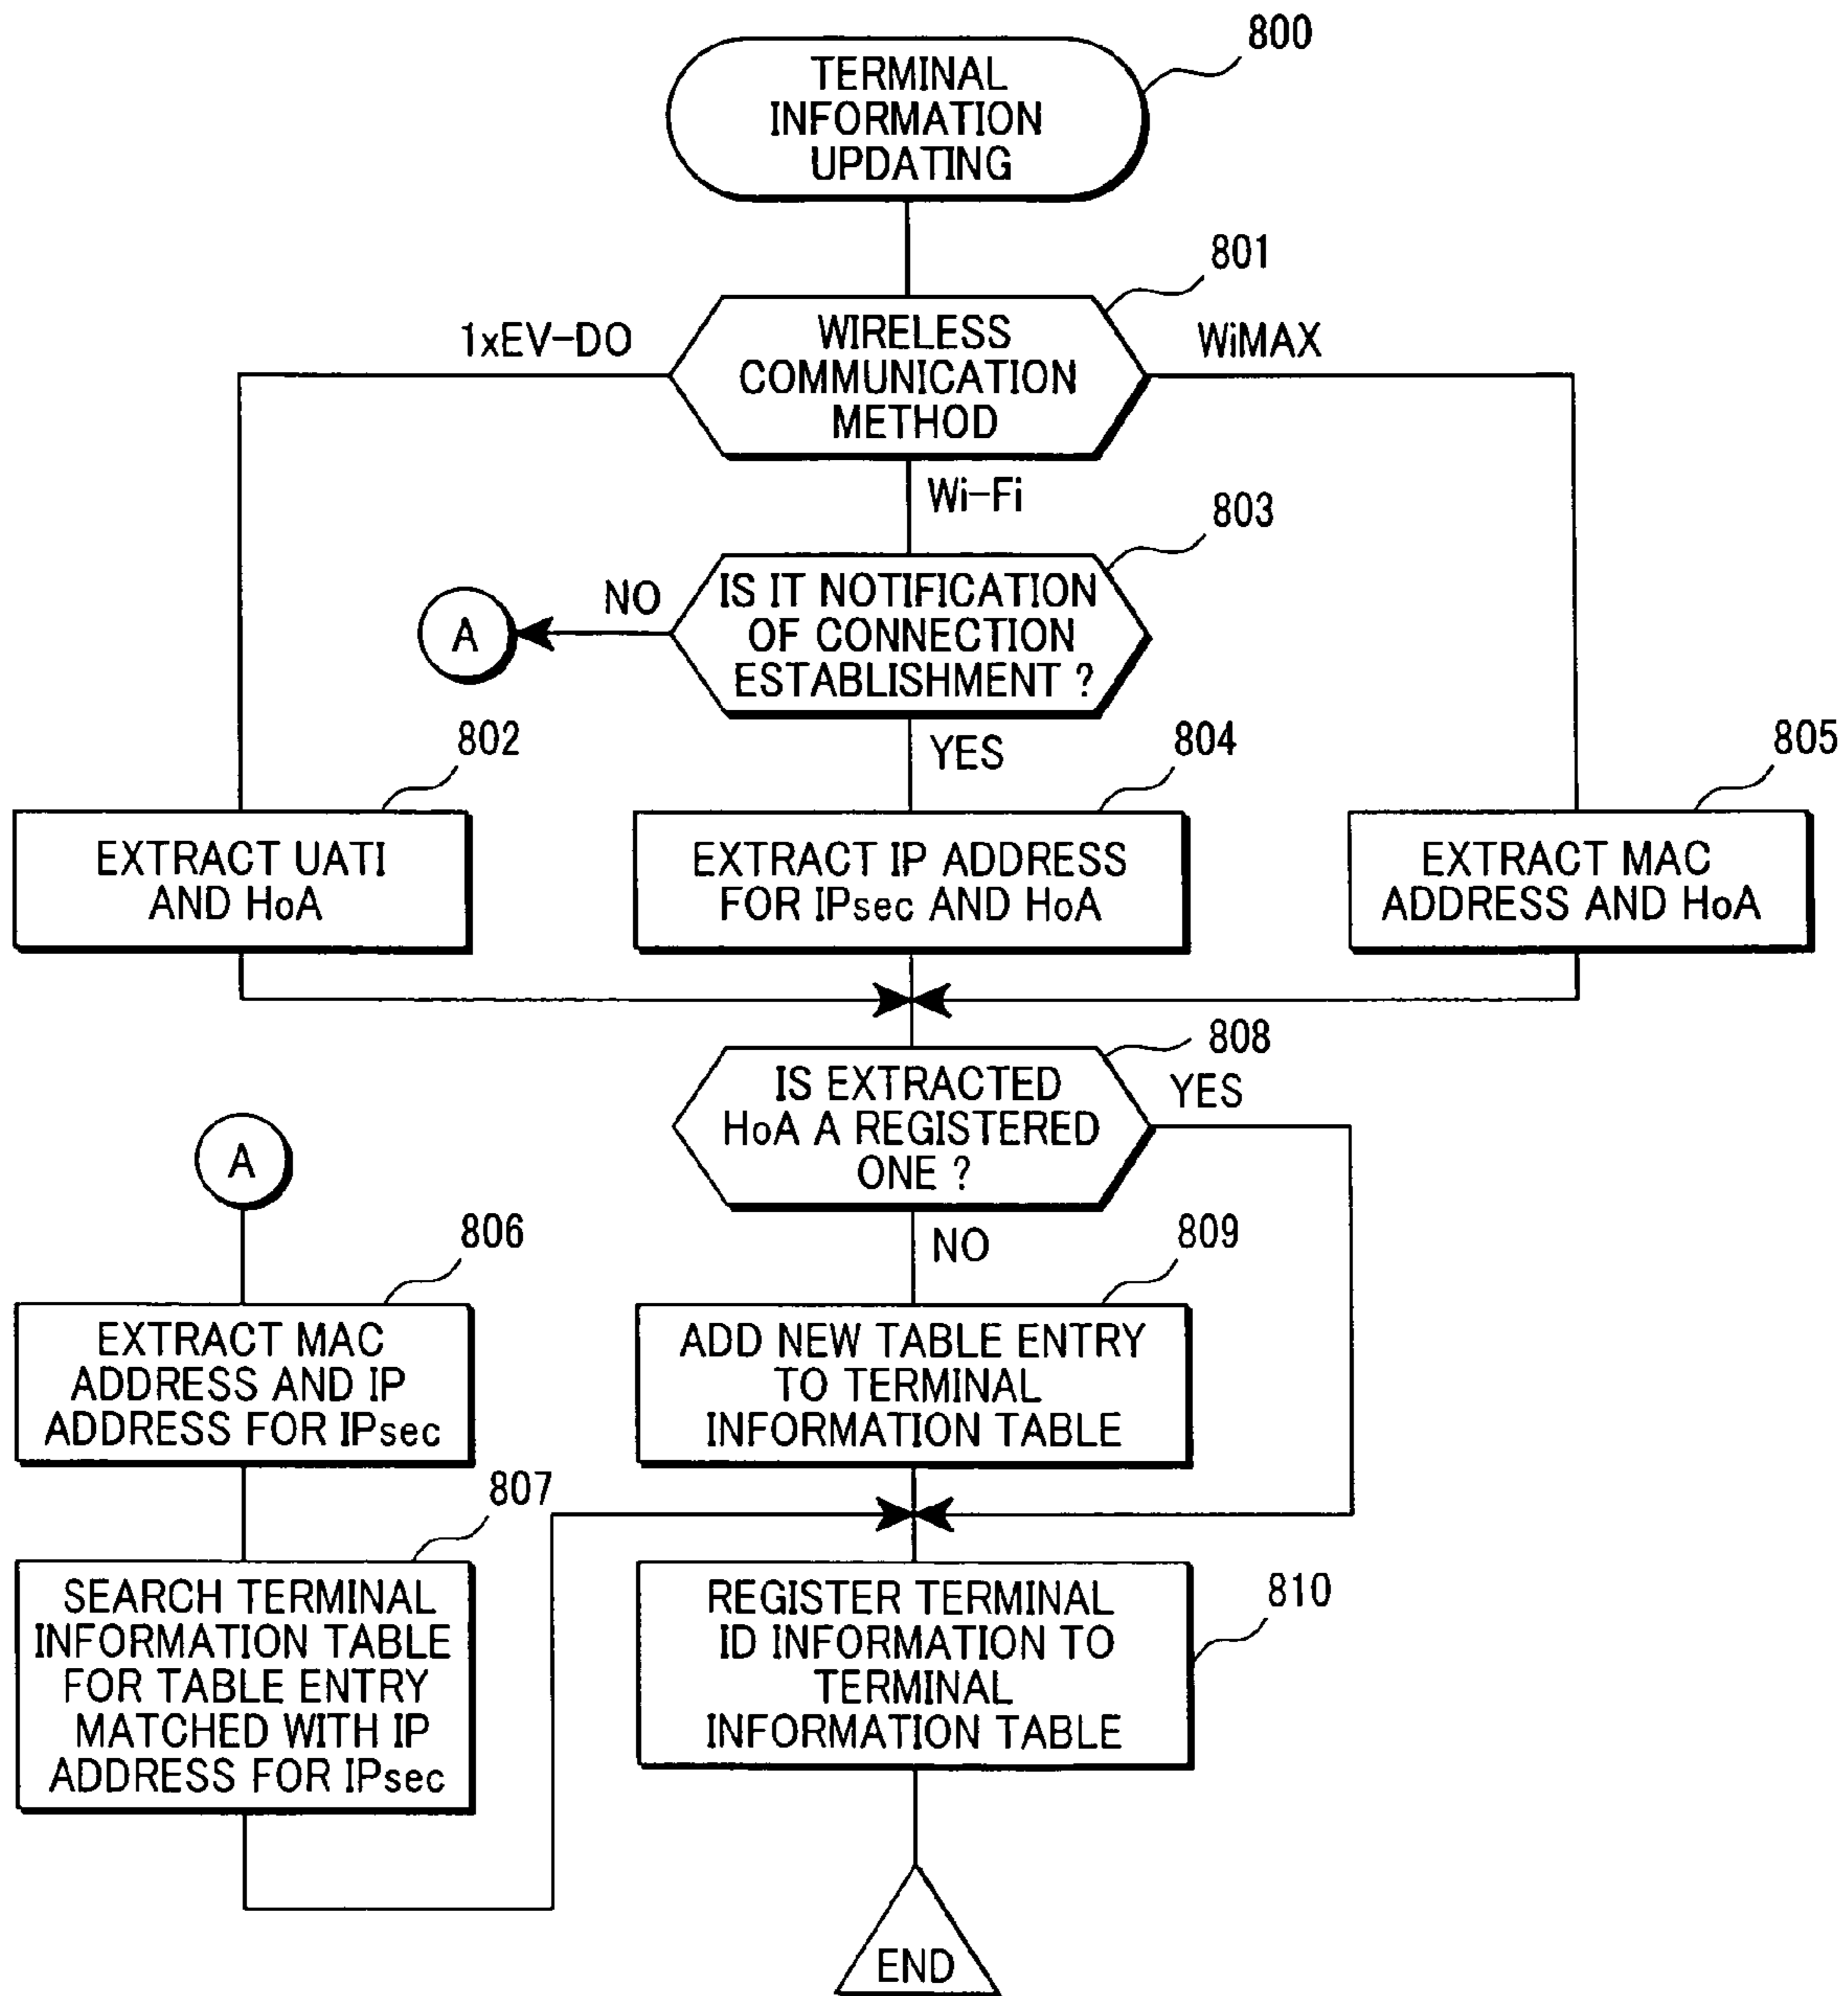 800
TERMINAL
INFORMATION
UPDATING
801
1xEV-DO
WIRELESS
COMMUNICATION
METHOD
WiMAX
Wi-Fi
803
A
NO
IS IT NOTIFICATION
OF CONNECTION
ESTABLISHMENT ?
YES
802
804
805
EXTRACT UATI
AND HoA
EXTRACT IP ADDRESS
FOR IPsec AND HoA
EXTRACT MAC
ADDRESS AND HoA
808
IS EXTRACTED
HoA A REGISTERED
ONE ?
YES
NO
A
806
809
EXTRACT MAC
ADDRESS AND IP
ADDRESS FOR IPsec
ADD NEW TABLE ENTRY
TO TERMINAL
INFORMATION TABLE
807
SEARCH TERMINAL
INFORMATION TABLE
FOR TABLE ENTRY
MATCHED WITH IP
ADDRESS FOR IPsec
810
REGISTER TERMINAL
ID INFORMATION TO
TERMINAL
INFORMATION TABLE
END